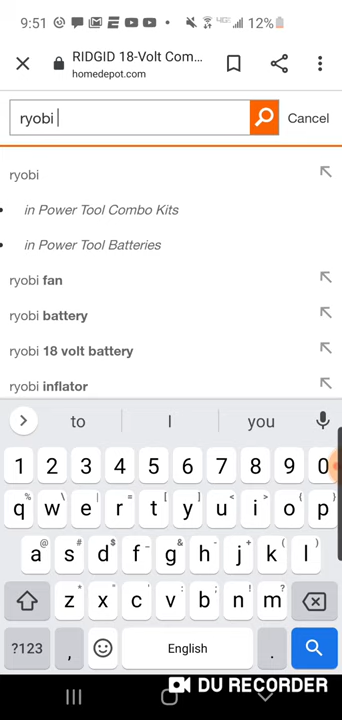 9:51 12%
RIDGID 18-Volt Com...
homedepot.com
ryobi Cancel
ryobi
in Power Tool Combo Kits
in Power Tool Batteries
ryobi fan
ryobi battery
ryobi 18 volt battery
ryobi inflator
to I you
1 2 3 4 5 6 7 8 9 0
% \ | = [ ] < > { }
q w e r t y u i o p
@ # $ _ & - + ( )
a s d f g h j k l
* " ' : ; ! ?
z x c v b n m
?123 , English .
DU RECORDER